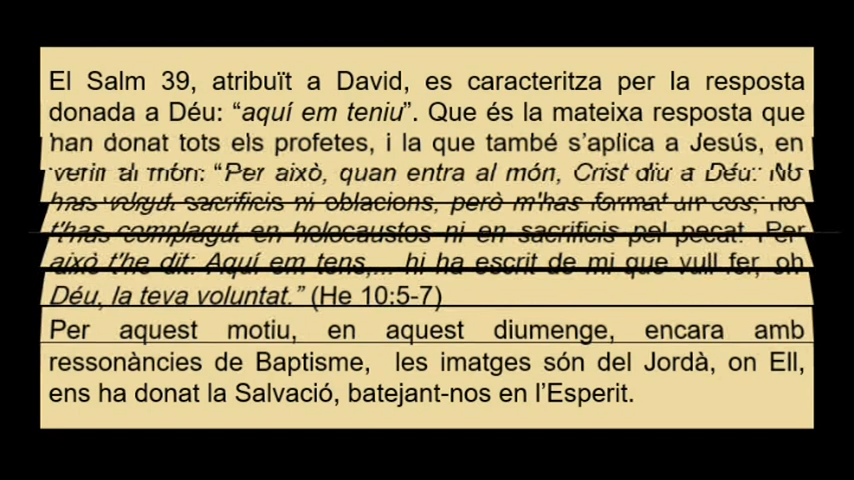 El Salm 39, atribuït a David, es caracteritza per la resposta
donada a Déu: “aquí em teniu”. Que és la mateixa resposta que
han donat tots els profetes, i la que també s’aplica a Jesús, en
venir al món: “Per això, quan entra al món, Crist diu a Déu: No
has volgut sacrificis ni oblacions, però m'has format un cos; no
t'has complagut en holocaustos ni en sacrificis pel pecat. Per
això t'he dit: Aquí em tens,... hi ha escrit de mi que vull fer, oh
Déu, la teva voluntat.” (He 10:5-7)
Per aquest motiu, en aquest diumenge, encara amb
ressonàncies de Baptisme, les imatges són del Jordà, on Ell,
ens ha donat la Salvació, batejant-nos en l’Esperit.